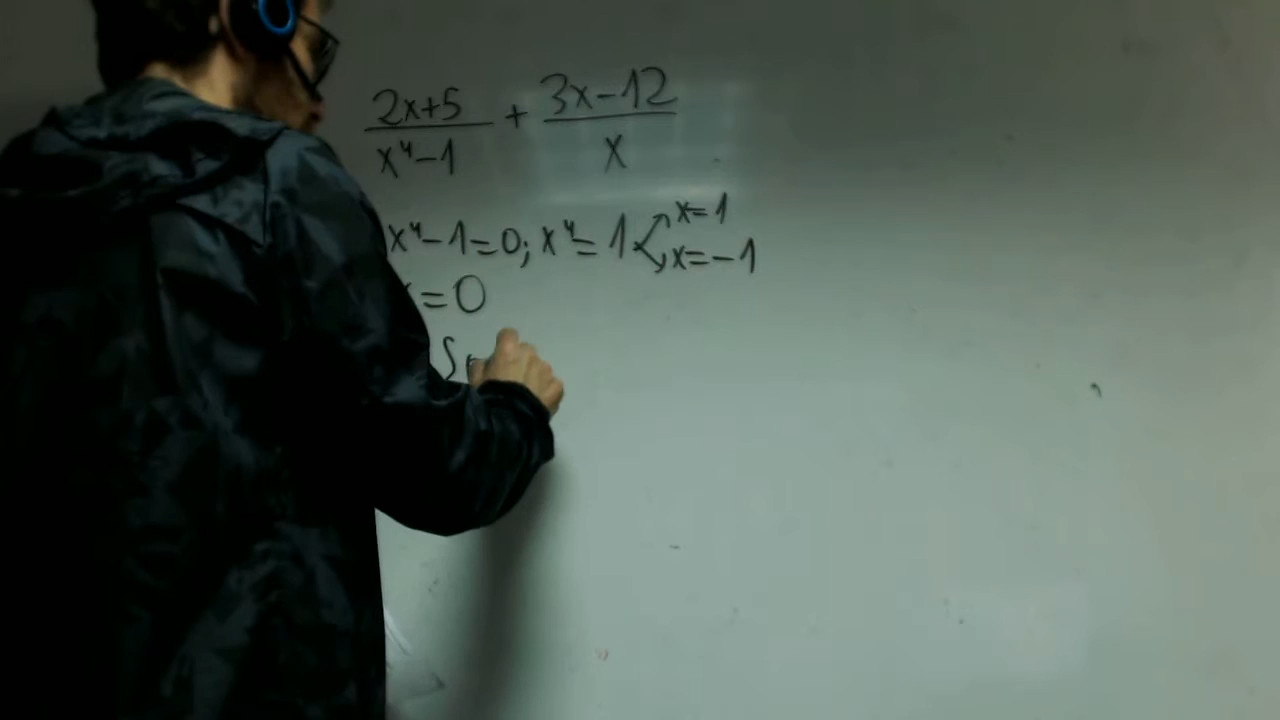 2x+5 / x⁴-1 + 3x-12 / x
x⁴-1=0; x⁴=1 x=1
x=-1
x=0